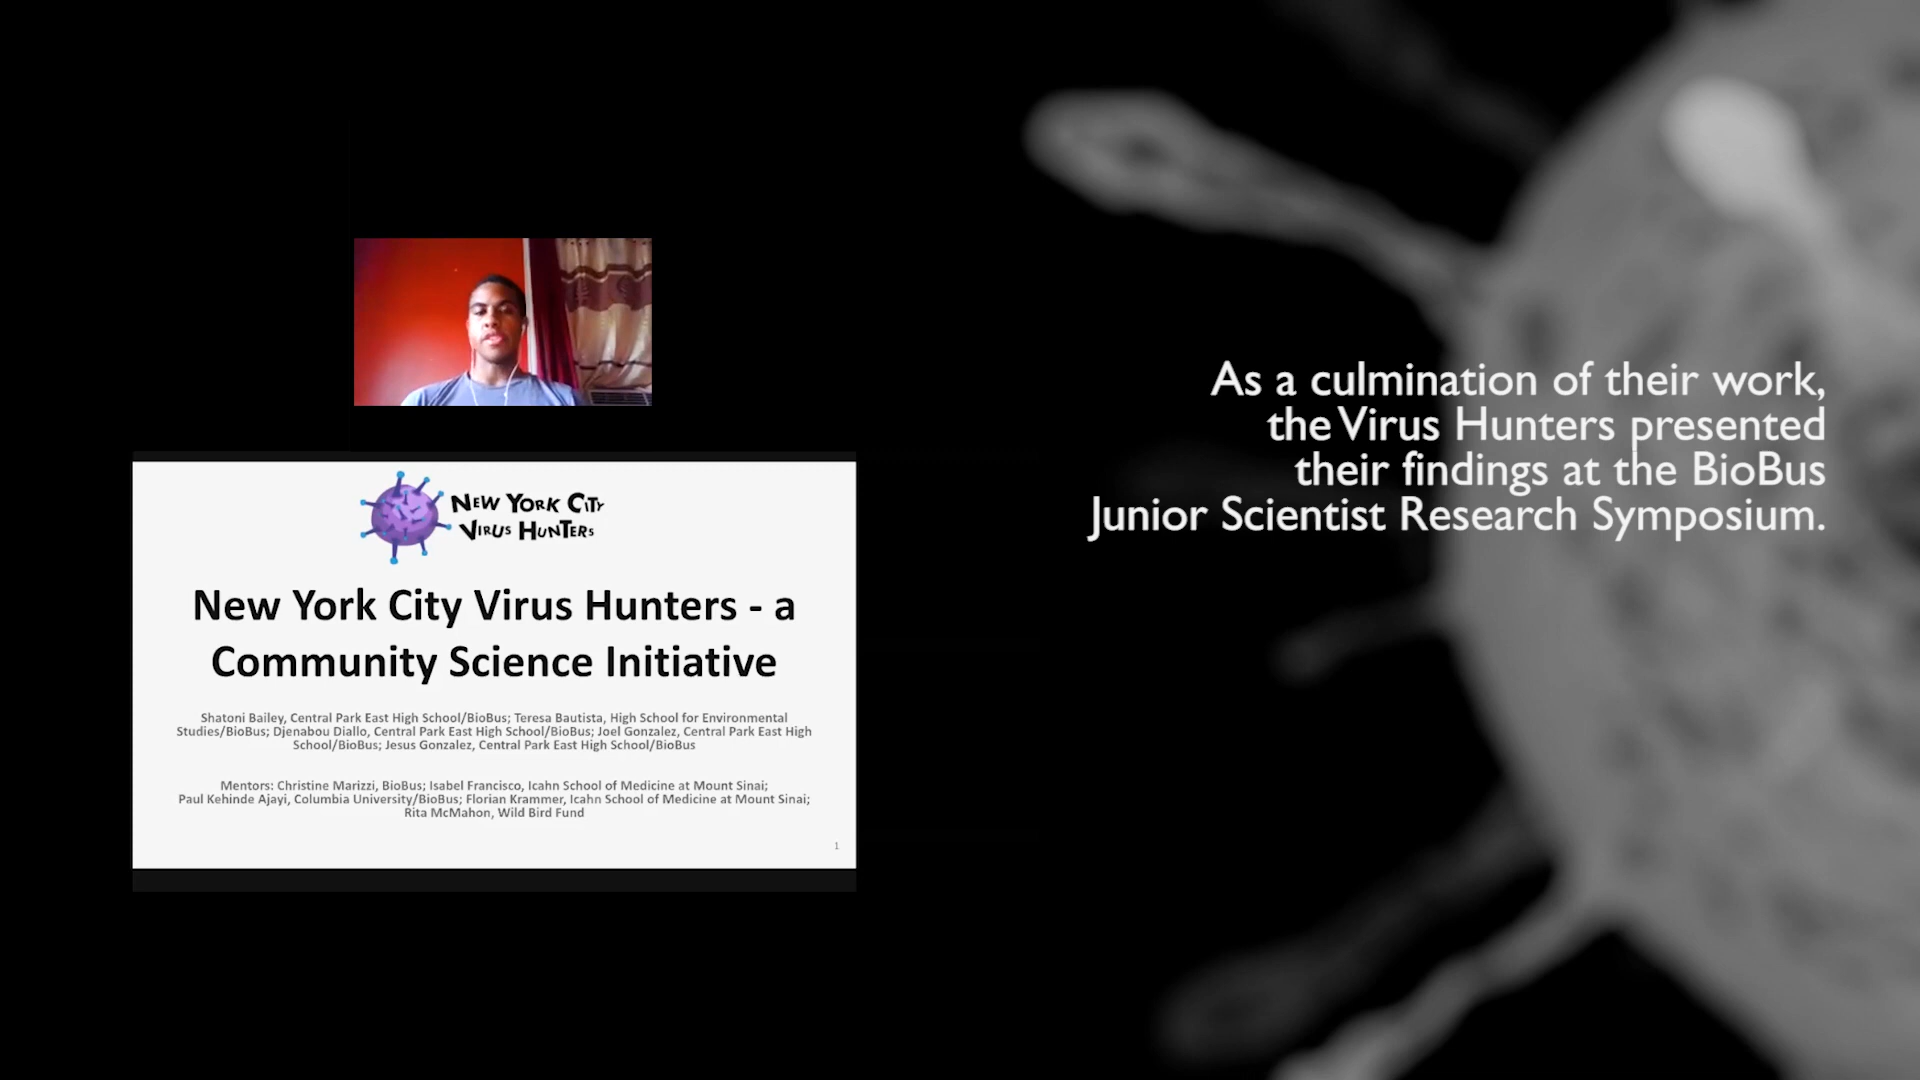 As a culmination of their work,
the Virus Hunters presented
their findings at the BioBus
Junior Scientist Research Symposium.
NEW YORK CITY
VIRUS HUNTERS
New York City Virus Hunters - a
Community Science Initiative
Shatoni Bailey, Central Park East High School/BioBus; Teresa Bautista, High School for Environmental
Studies/BioBus; Djenabou Diallo, Central Park East High School/BioBus; Joel Gonzalez, Central Park East High
School/BioBus; Jesus Gonzalez, Central Park East High School/BioBus
Mentors: Christine Marizzi, BioBus; Isabel Francisco, Icahn School of Medicine at Mount Sinai;
Paul Kehinde Ajayi, Columbia University/BioBus; Florian Krammer, Icahn School of Medicine at Mount Sinai;
Rita McMahon, Wild Bird Fund
1